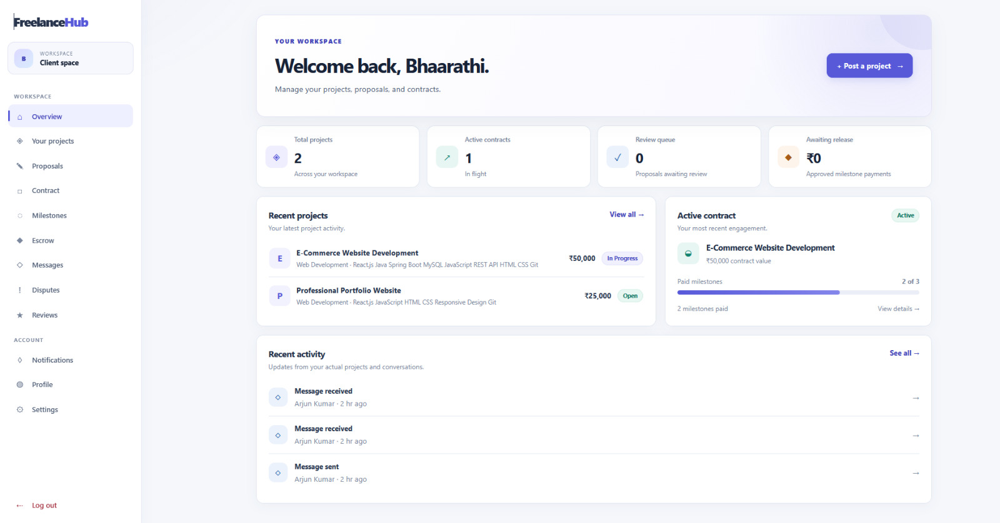 FreelanceHub
B
WORKSPACE
Client space
WORKSPACE
Overview
Your projects
Proposals
Contract
Milestones
Escrow
Messages
Disputes
Reviews
ACCOUNT
Notifications
Profile
Settings
Log out
YOUR WORKSPACE
Welcome back, Bhaarathi.
Manage your projects, proposals, and contracts.
+ Post a project →
Total projects
2
Across your workspace
Active contracts
1
In flight
Review queue
0
Proposals awaiting review
Awaiting release
₹0
Approved milestone payments
Recent projects
View all →
Your latest project activity.
E
E-Commerce Website Development
Web Development · React.js Java Spring Boot MySQL JavaScript REST API HTML CSS Git
₹50,000
In Progress
P
Professional Portfolio Website
Web Development · React.js JavaScript HTML CSS Responsive Design Git
₹25,000
Open
Active contract
Active
Your most recent engagement.
E-Commerce Website Development
₹50,000 contract value
Paid milestones
2 of 3
2 milestones paid
View details →
Recent activity
See all →
Updates from your actual projects and conversations.
Message received
Arjun Kumar · 2 hr ago
→
Message received
Arjun Kumar · 2 hr ago
→
Message sent
Arjun Kumar · 2 hr ago
→